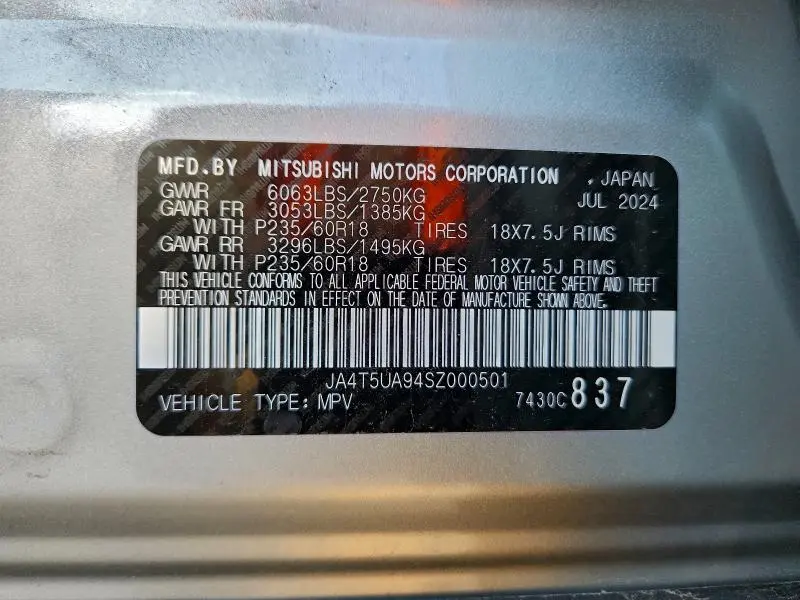 MFD.BY MITSUBISHI MOTORS CORPORATION , JAPAN
GVWR 6063LBS/2750KG JUL 2024
GAWR FR 3053LBS/1385KG
WITH P235/60R18 TIRES 18X7.5J RIMS
GAWR RR 3296LBS/1495KG
WITH P235/60R18 TIRES 18X7.5J RIMS
THIS VEHICLE CONFORMS TO ALL APPLICABLE FEDERAL MOTOR VEHICLE SAFETY AND THEFT
PREVENTION STANDARDS IN EFFECT ON THE DATE OF MANUFACTURE SHOWN ABOVE.
JA4T5UA94SZ000501
VEHICLE TYPE: MPV 7430C 837